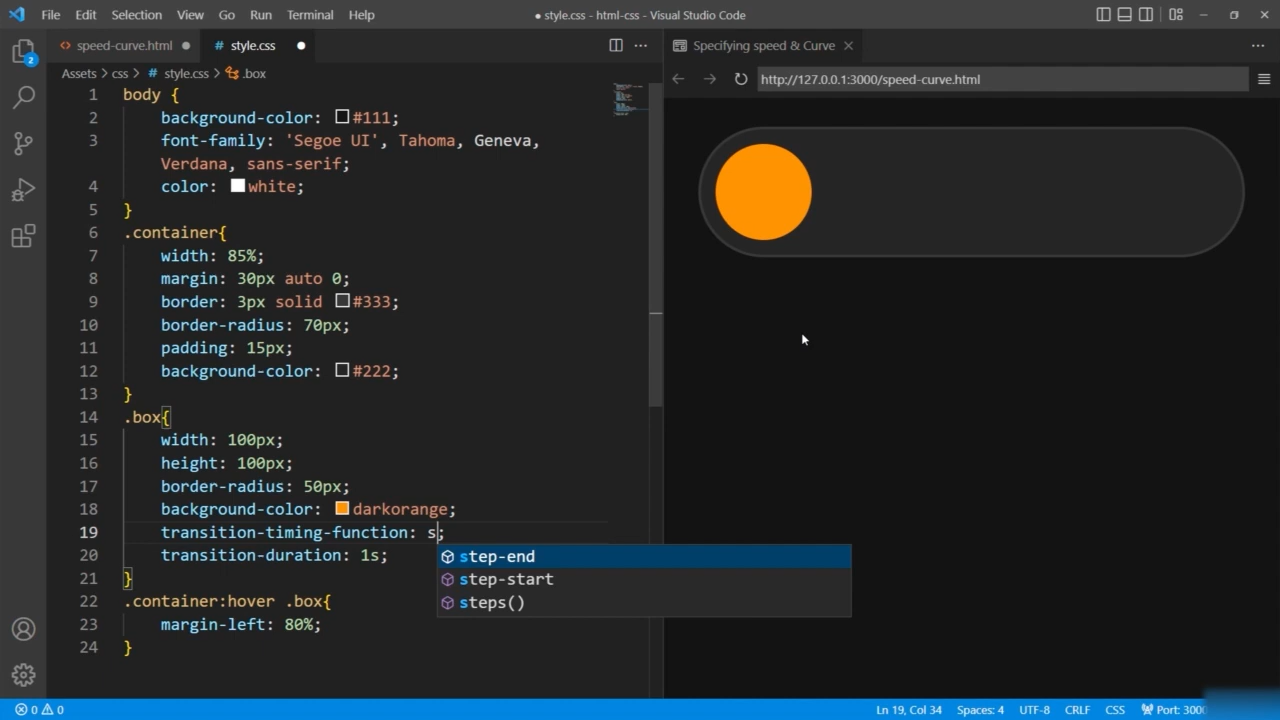 File Edit Selection View Go Run Terminal Help
● style.css - html-css - Visual Studio Code
speed-curve.html ●
# style.css ●
Specifying speed & Curve
Assets > css > # style.css > .box
http://127.0.0.1:3000/speed-curve.html
2
1 body {
2 background-color: #111;
3 font-family: 'Segoe UI', Tahoma, Geneva,
Verdana, sans-serif;
4 color: white;
5 }
6 .container{
7 width: 85%;
8 margin: 30px auto 0;
9 border: 3px solid #333;
10 border-radius: 70px;
11 padding: 15px;
12 background-color: #222;
13 }
14 .box{
15 width: 100px;
16 height: 100px;
17 border-radius: 50px;
18 background-color: darkorange;
19 transition-timing-function: s;
20 transition-duration: 1s;
21 }
22 .container:hover .box{
23 margin-left: 80%;
24 }
step-end
step-start
steps()
0 0
Ln 19, Col 34
Spaces: 4
UTF-8
CRLF
CSS
Port: 3000